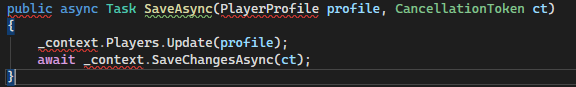 public async Task SaveAsync(PlayerProfile profile, CancellationToken ct)
{
_context.Players.Update(profile);
await _context.SaveChangesAsync(ct);
}